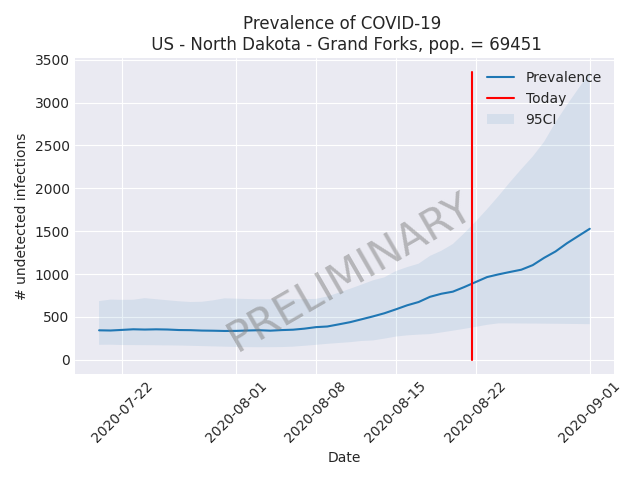 Prevalence of COVID-19
US - North Dakota - Grand Forks, pop. = 69451
# undetected infections
3500
3000
2500
2000
1500
1000
500
0
Prevalence
Today
95CI
PRELIMINARY
2020-07-22
2020-08-01
2020-08-08
2020-08-15
2020-08-22
2020-09-01
Date